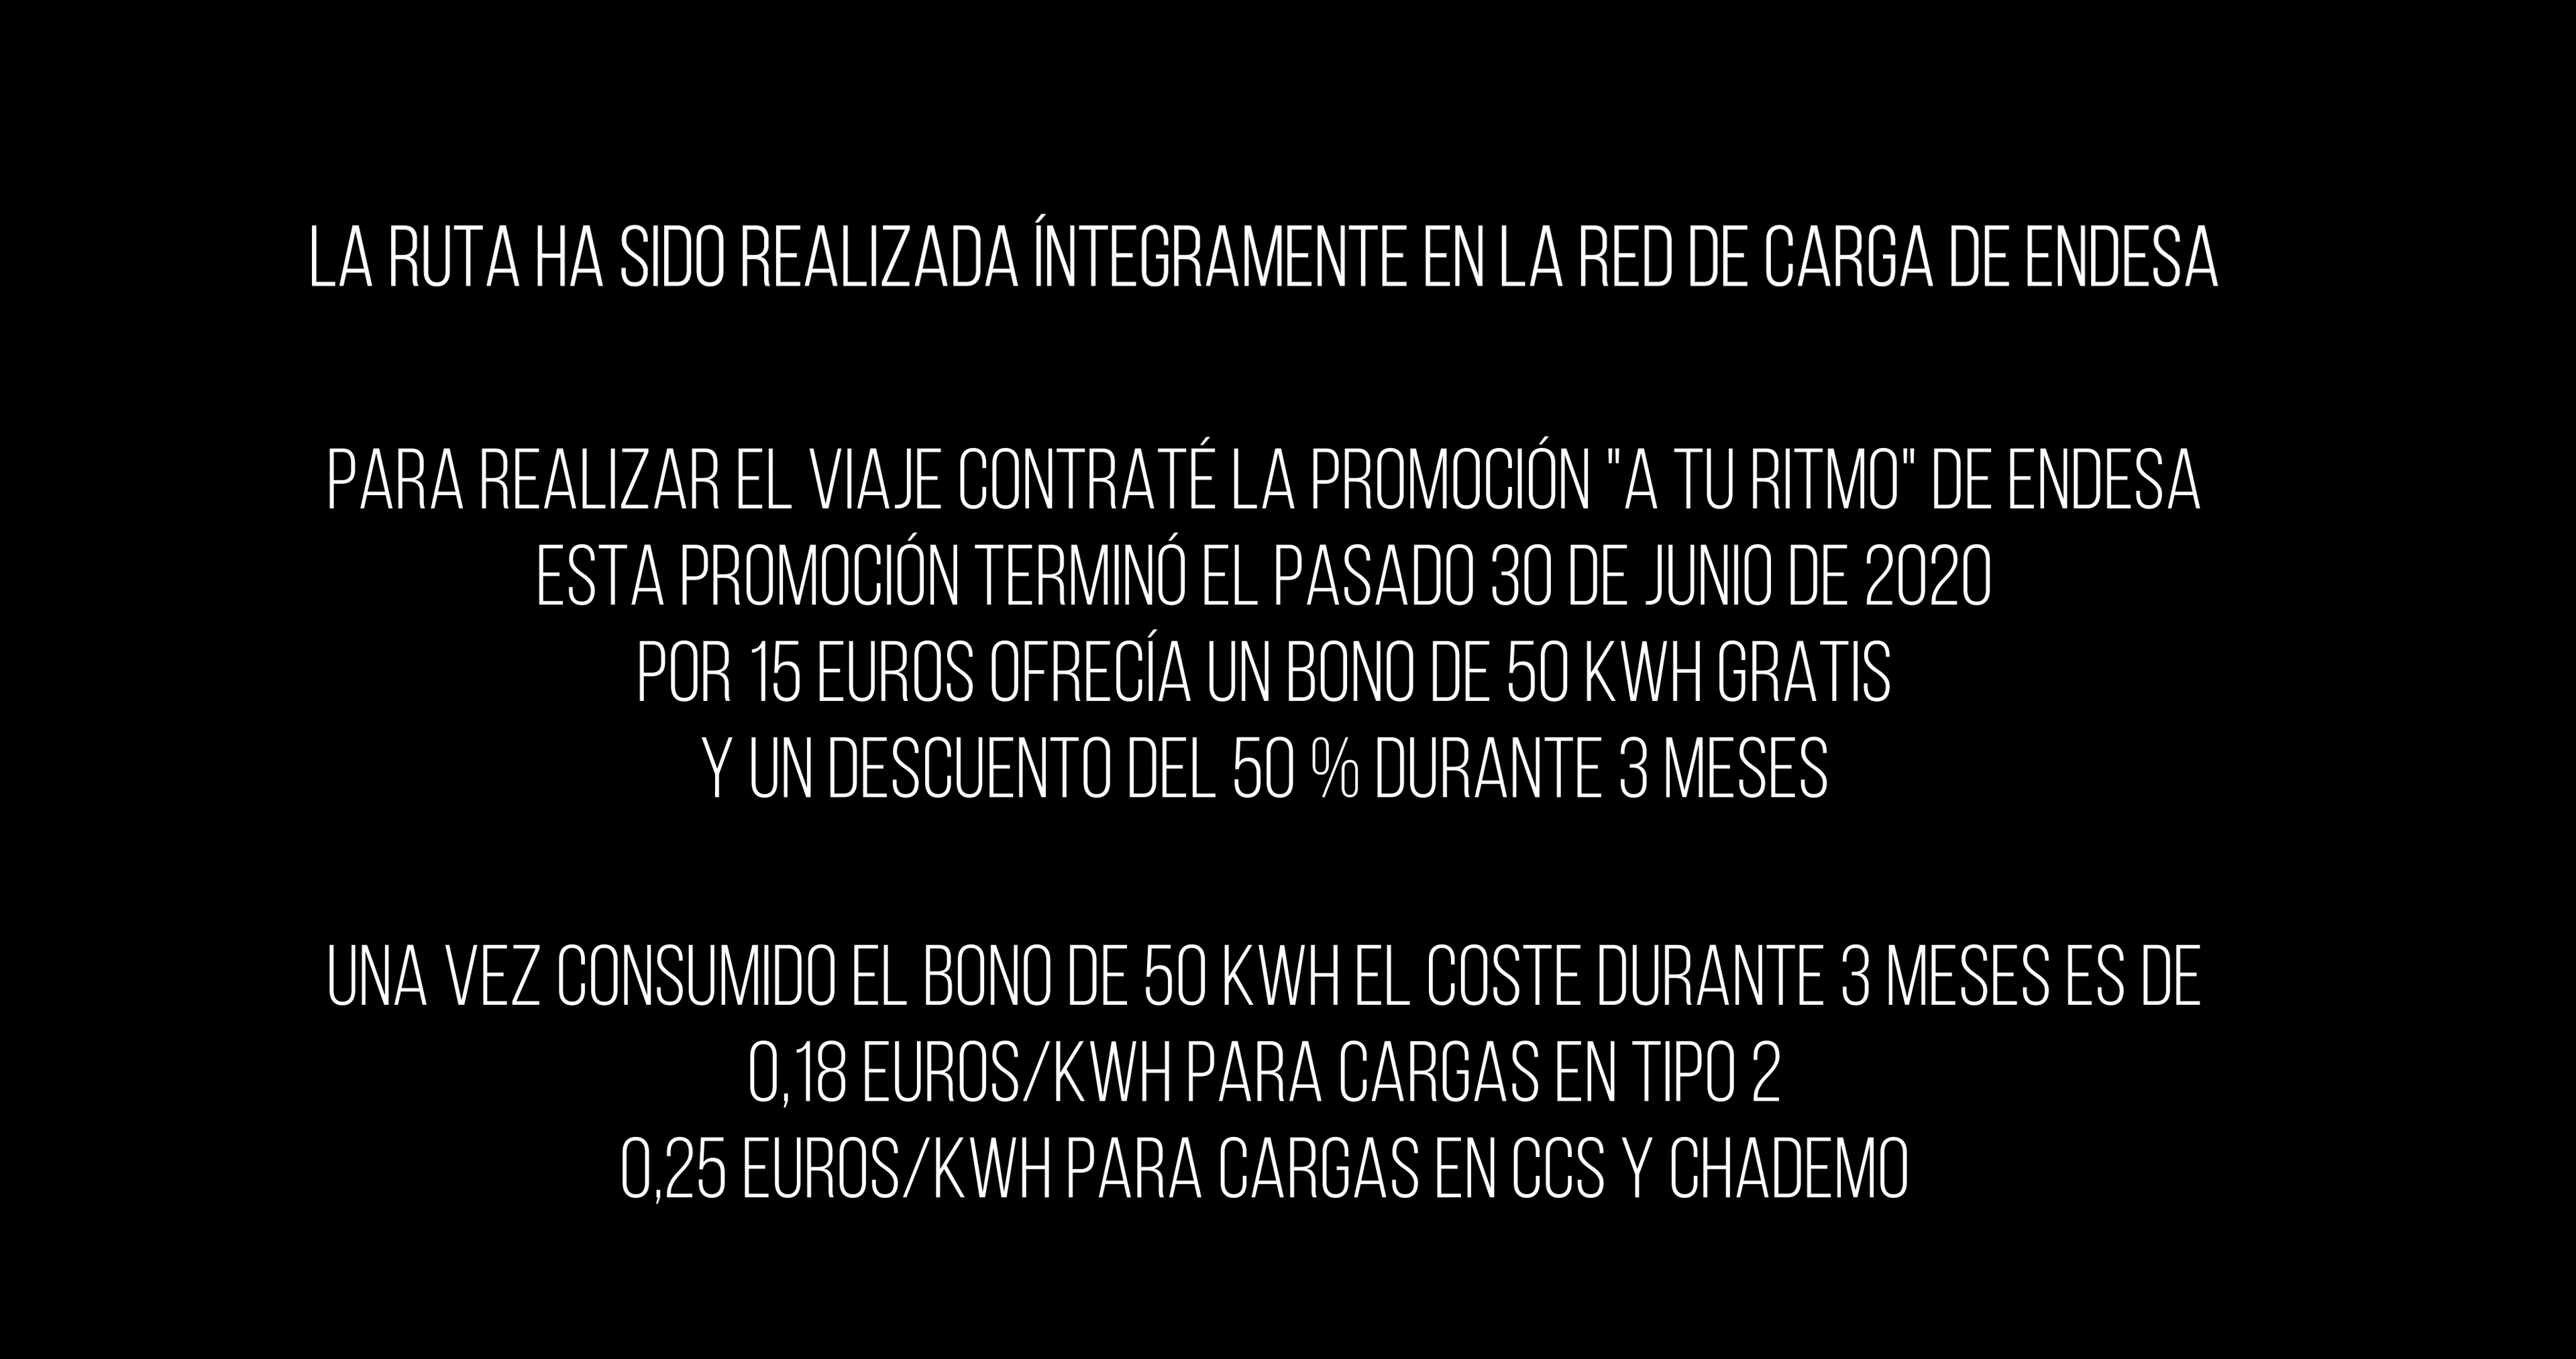 LA RUTA HA SIDO REALIZADA ÍNTEGRAMENTE EN LA RED DE CARGA DE ENDESA
PARA REALIZAR EL VIAJE CONTRATÉ LA PROMOCIÓN "A TU RITMO" DE ENDESA
ESTA PROMOCIÓN TERMINÓ EL PASADO 30 DE JUNIO DE 2020
POR 15 EUROS OFRECÍA UN BONO DE 50 KWH GRATIS
Y UN DESCUENTO DEL 50 % DURANTE 3 MESES
UNA VEZ CONSUMIDO EL BONO DE 50 KWH EL COSTE DURANTE 3 MESES ES DE
0,18 EUROS/KWH PARA CARGAS EN TIPO 2
0,25 EUROS/KWH PARA CARGAS EN CCS Y CHADEMO